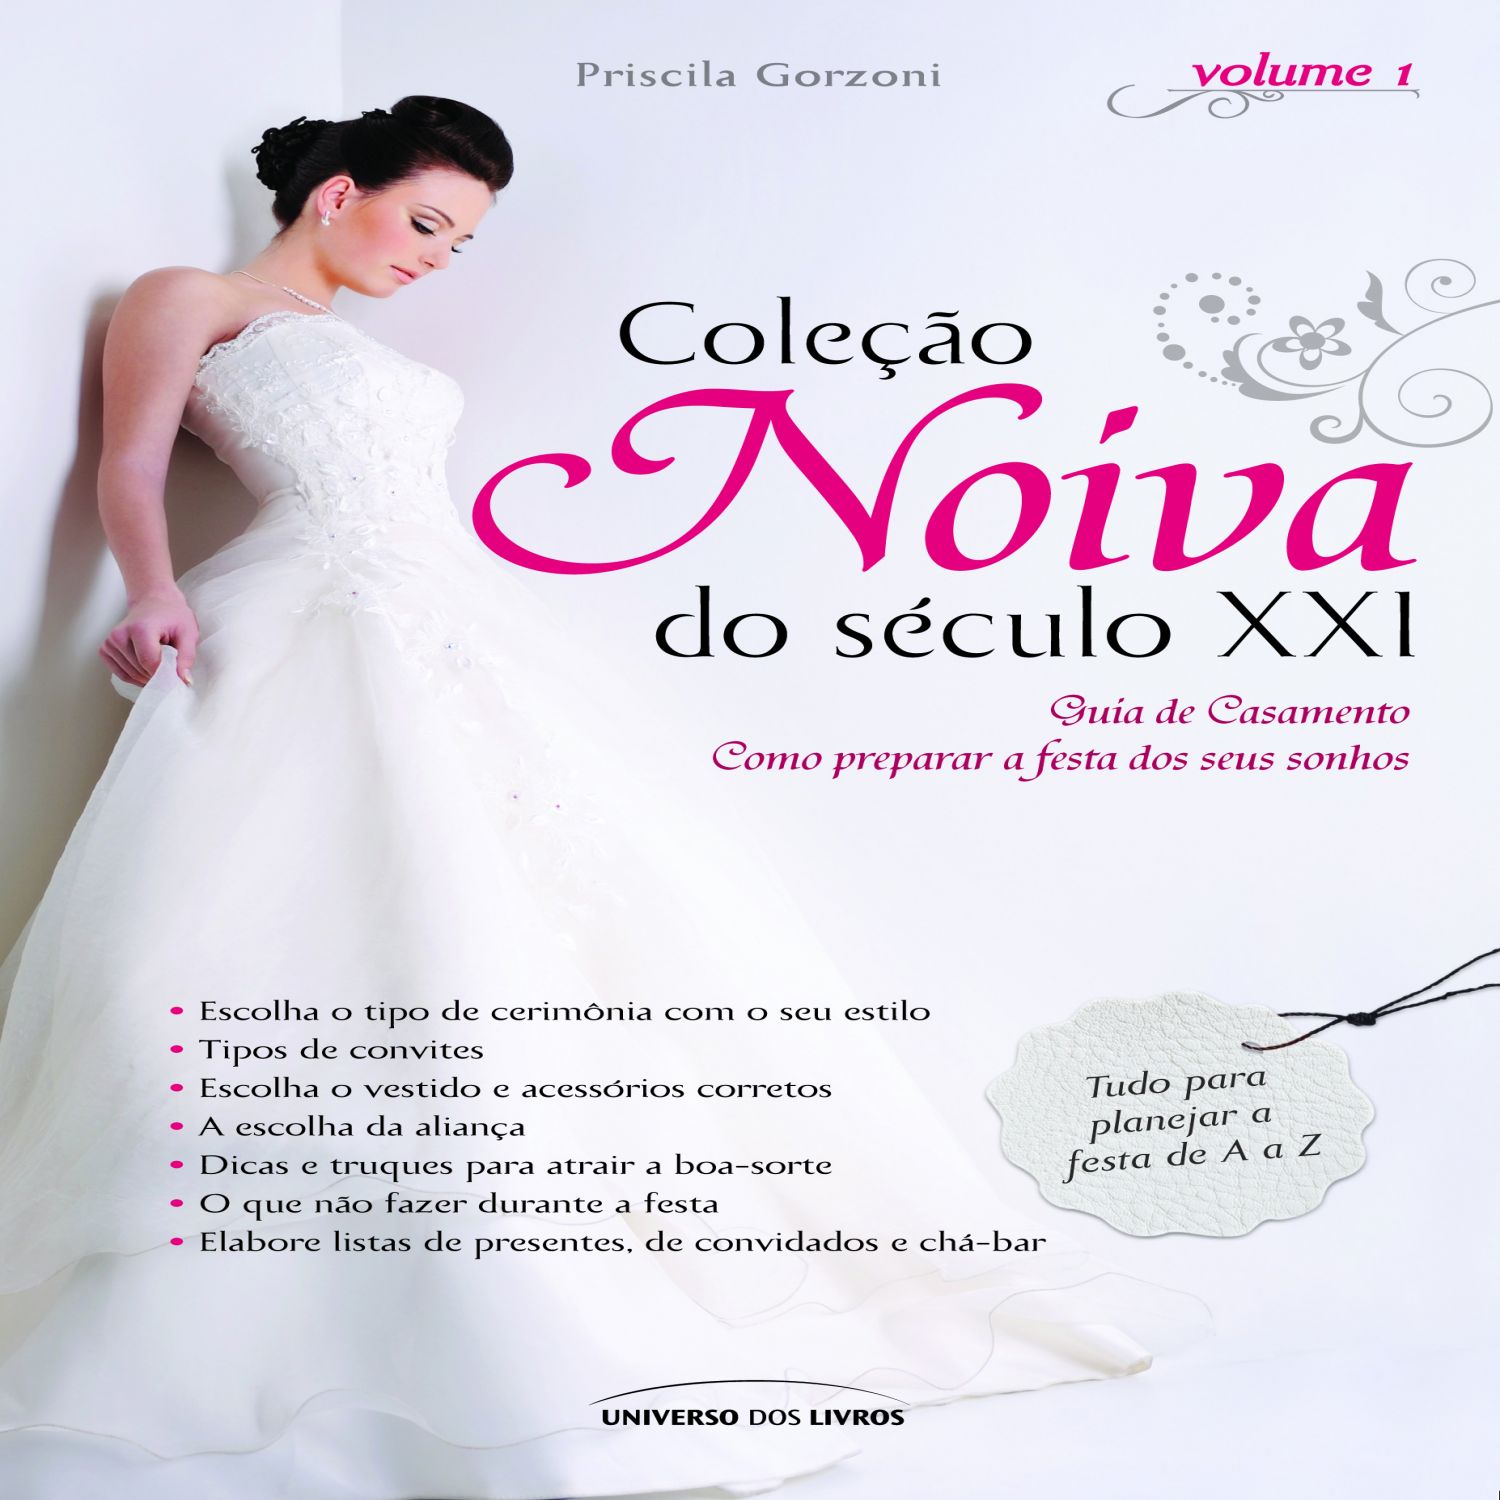 Priscila Gorzoni
volume 1
Coleção
Noiva
do século XXI
Guia de Casamento
Como preparar a festa dos seus sonhos
• Escolha o tipo de cerimônia com o seu estilo
• Tipos de convites
• Escolha o vestido e acessórios corretos
• A escolha da aliança
• Dicas e truques para atrair a boa-sorte
• O que não fazer durante a festa
• Elabore listas de presentes, de convidados e chá-bar
Tudo para
planejar a
festa de A a Z
UNIVERSO DOS LIVROS